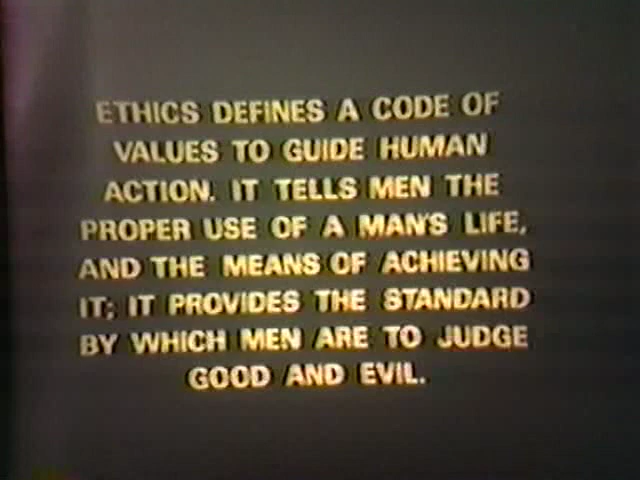 ETHICS DEFINES A CODE OF
VALUES TO GUIDE HUMAN
ACTION. IT TELLS MEN THE
PROPER USE OF A MAN'S LIFE,
AND THE MEANS OF ACHIEVING
IT; IT PROVIDES THE STANDARD
BY WHICH MEN ARE TO JUDGE
GOOD AND EVIL.